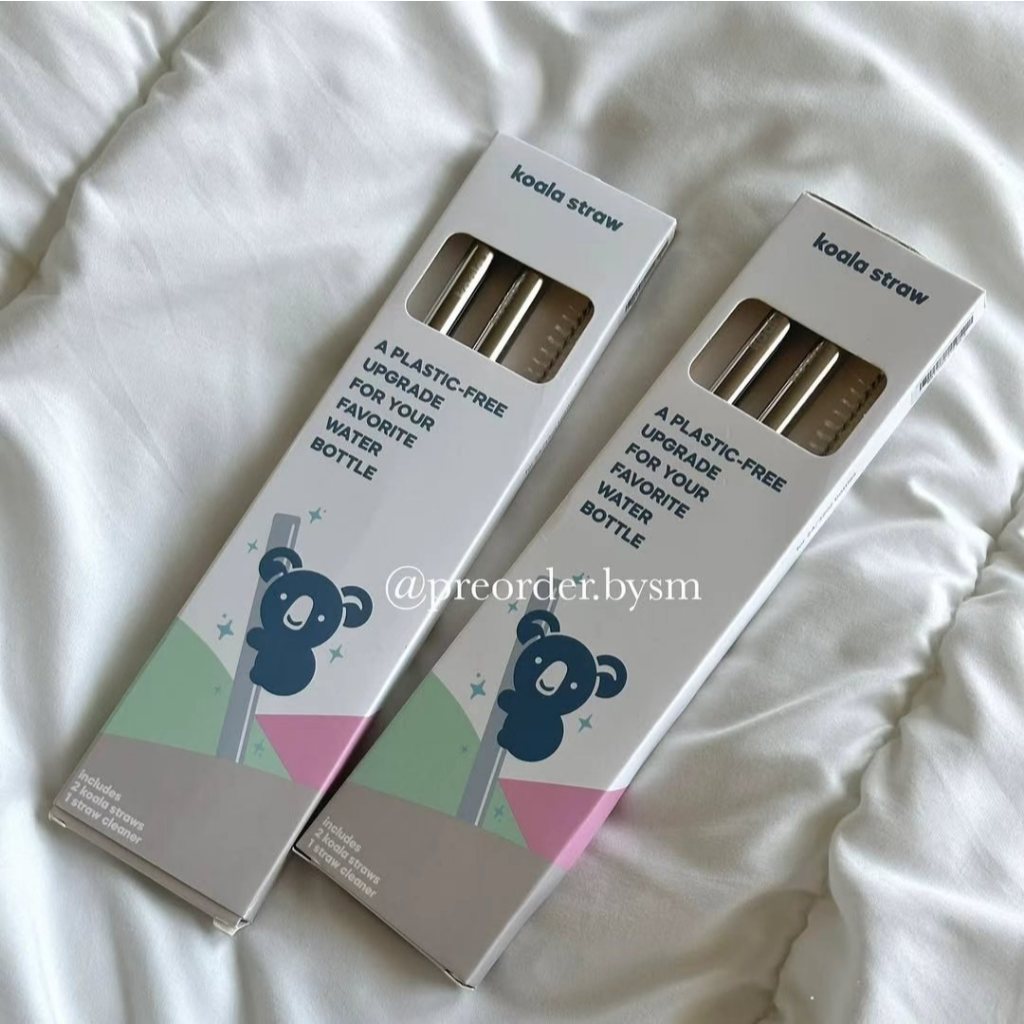 koala straw
A PLASTIC-FREE
UPGRADE
FOR YOUR
FAVORITE
WATER
BOTTLE
includes
2 koala straws
1 straw cleaner
koala straw
A PLASTIC-FREE
UPGRADE
FOR YOUR
FAVORITE
WATER
BOTTLE
includes
2 koala straws
1 straw cleaner
@preorder.bysm